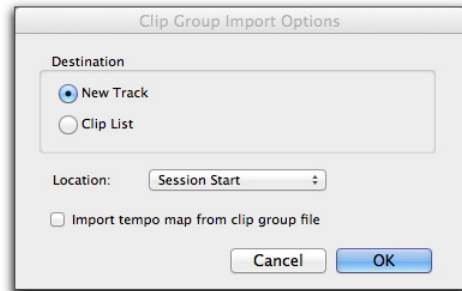 Clip Group Import Options
Destination
New Track
Clip List
Location: Session Start
Import tempo map from clip group file
Cancel OK